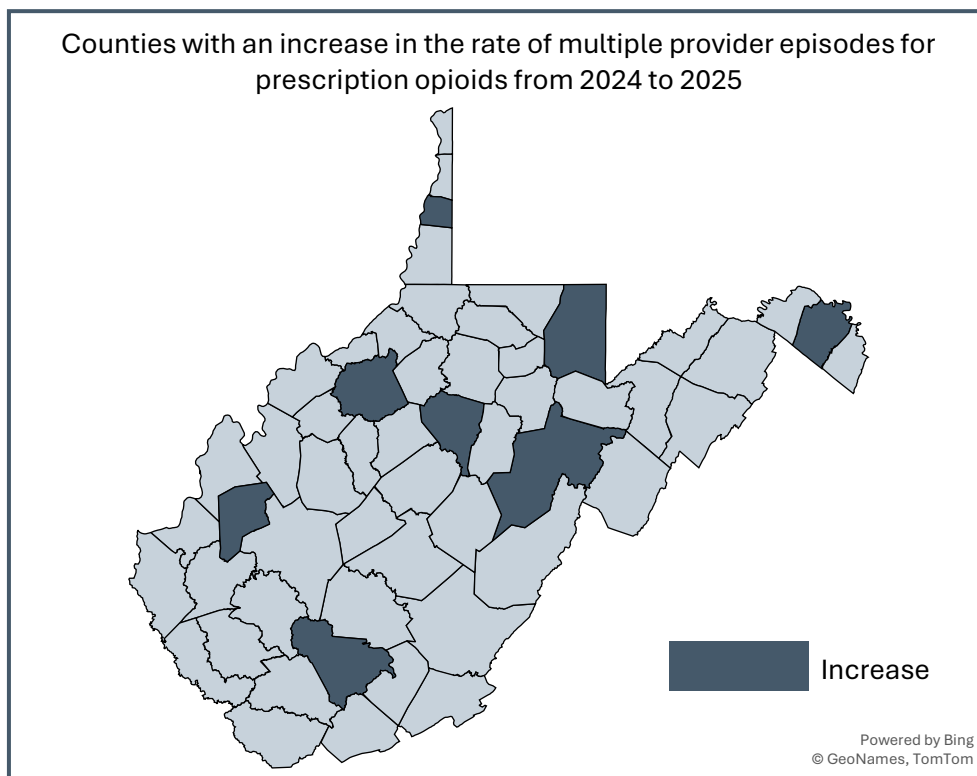 Counties with an increase in the rate of multiple provider episodes for
prescription opioids from 2024 to 2025
Increase
Powered by Bing
© GeoNames, TomTom